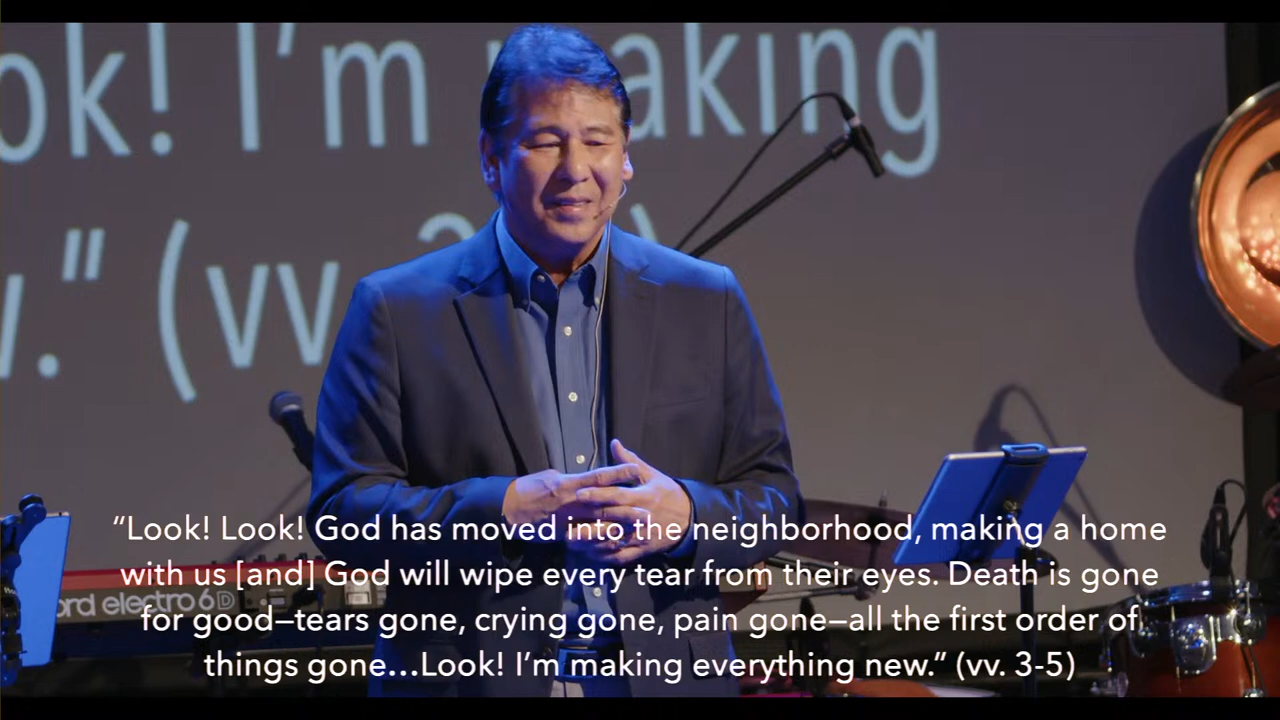 ok! I'm making
w." (vv. 3
ord electro 6D
“Look! Look! God has moved into the neighborhood, making a home
with us [and] God will wipe every tear from their eyes. Death is gone
for good—tears gone, crying gone, pain gone—all the first order of
things gone...Look! I’m making everything new.” (vv. 3-5)